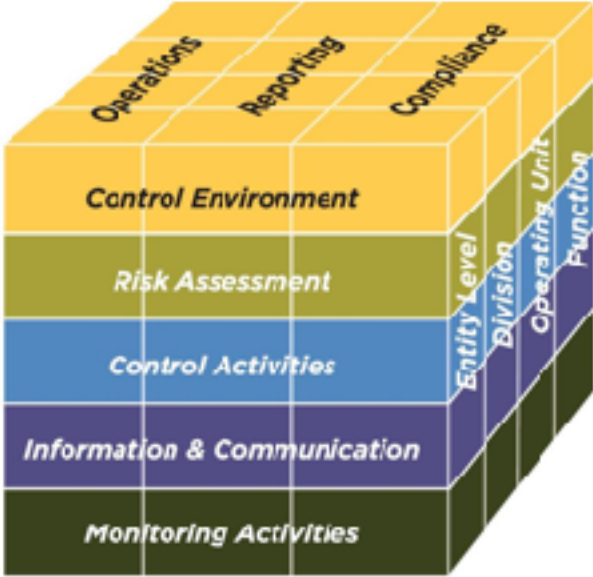 Operations
Reporting
Compliance
Control Environment
Risk Assessment
Control Activities
Information & Communication
Monitoring Activities
Entity Level
Division
Operating Unit
Function